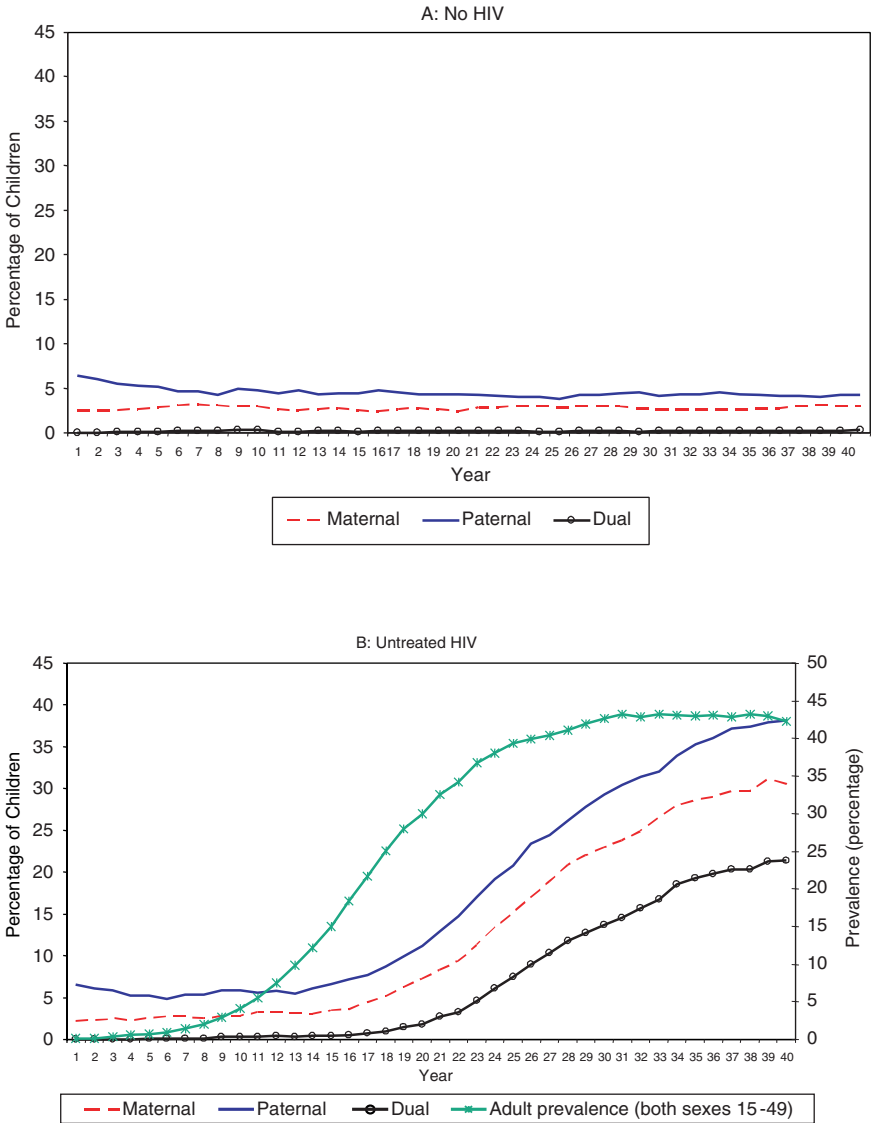 A: No HIV
Percentage of Childrren
45
40
35
30
25
20
15
10
5
0
1 2 3 4 5 6 7 8 9 10 11 12 13 14 15 16 17 18 19 20 21 22 23 24 25 26 27 28 29 30 31 32 33 34 35 36 37 38 39 40
Year
Maternal Paternal Dual
B: Untreated HIV
Percentage of Children
45
40
35
30
25
20
15
10
5
0
50
45
40
35
30
25
20
15
10
5
0
Prevalence (percentage)
1 2 3 4 5 6 7 8 9 10 11 12 13 14 15 16 17 18 19 20 21 22 23 24 25 26 27 28 29 30 31 32 33 34 35 36 37 38 39 40
Year
Maternal Paternal Dual Adult prevalence (both sexes 15-49)